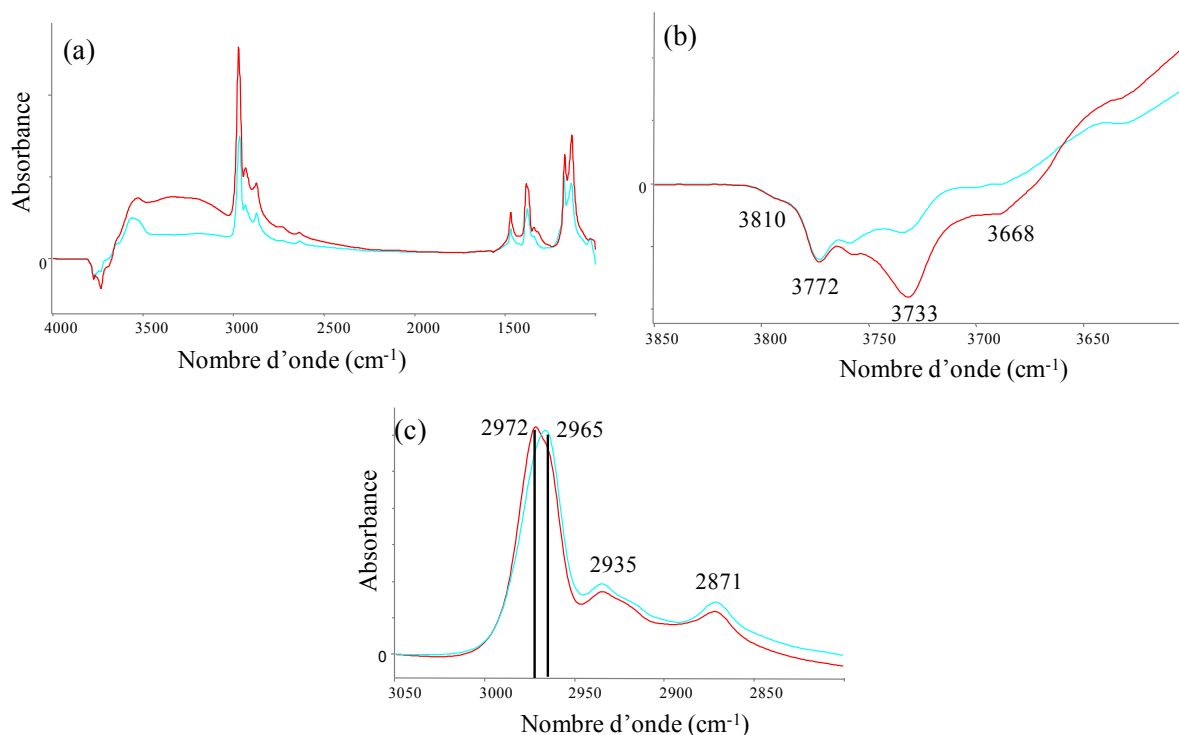 (a)
Absorbance
0
4000 3500 3000 2500 2000 1500
Nombre d'onde (cm-1)
(b)
0
3810
3772
3733
3668
3850 3800 3750 3700 3650
Nombre d'onde (cm-1)
(c)
2972 2965
2935
2871
Absorbance
0
3050 3000 2950 2900 2850
Nombre d'onde (cm-1)